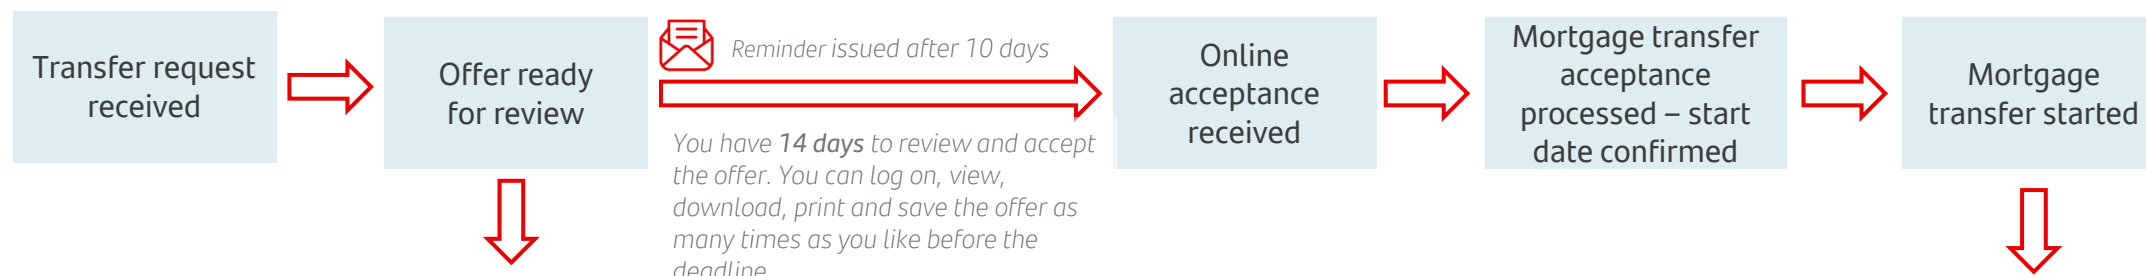 Transfer request
received
Offer ready
for review
Reminder issued after 10 days
You have 14 days to review and accept
the offer. You can log on, view,
download, print and save the offer as
many times as you like before the
deadline
Online
acceptance
received
Mortgage transfer
acceptance
processed – start
date confirmed
Mortgage
transfer started